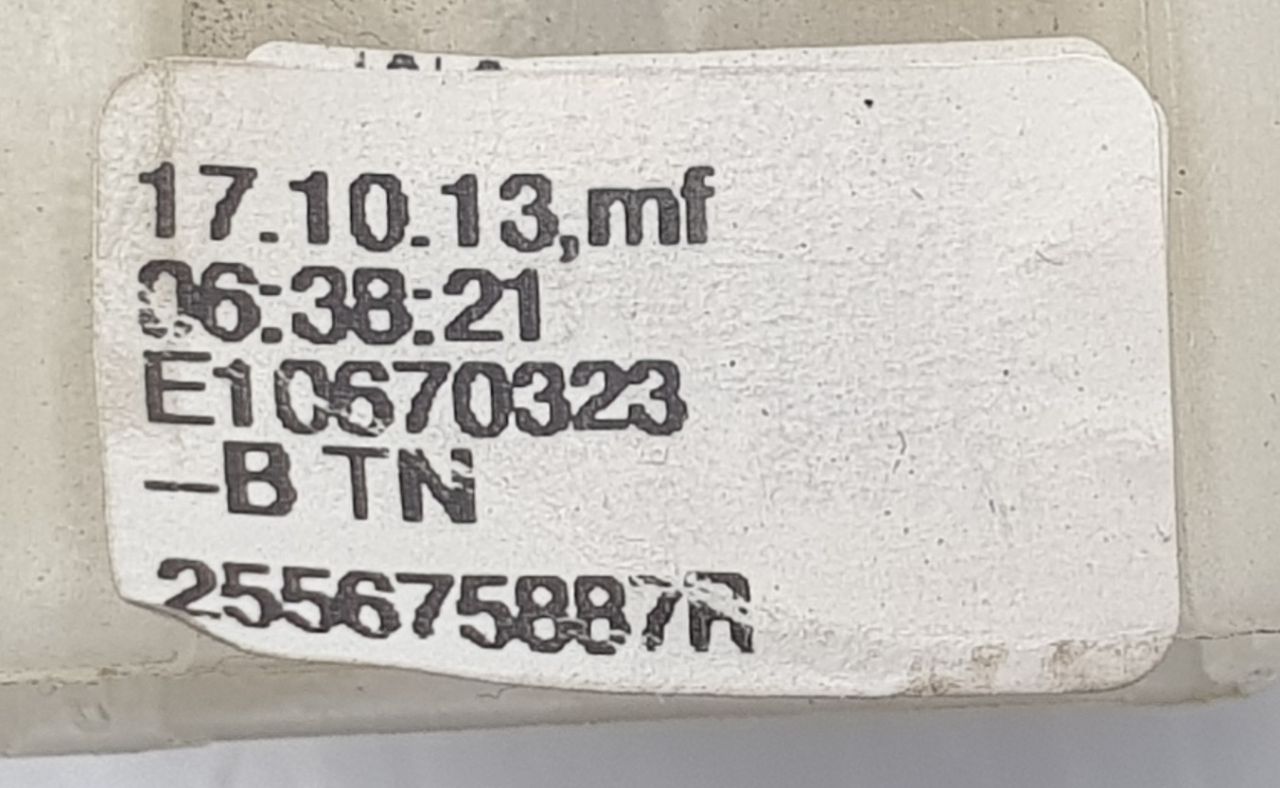 17.10.13,mf
06:38:21
E10670323
-B TN
255675887R